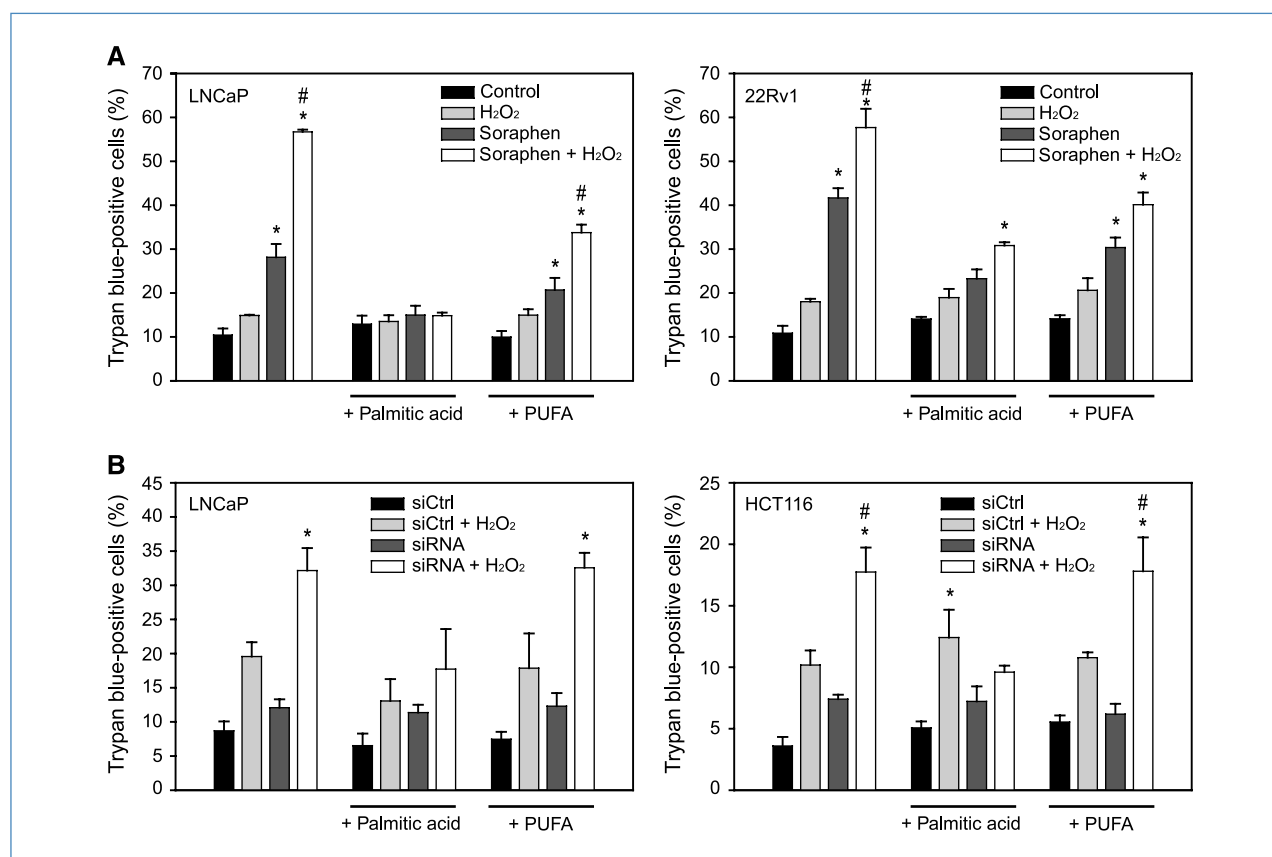 A
LNCaP
Trypan blue-positive cells (%)
70
60
50
40
30
20
10
0
Control
H₂O₂
Soraphen
Soraphen + H₂O₂
*
#
*
*
#
*
+ Palmitic acid
+ PUFA
22Rv1
Trypan blue-positive cells (%)
70
60
50
40
30
20
10
0
Control
H₂O₂
Soraphen
Soraphen + H₂O₂
*
#
*
*
*
*
+ Palmitic acid
+ PUFA
B
LNCaP
Trypan blue-positive cells (%)
45
40
35
30
25
20
15
10
5
0
siCtrl
siCtrl + H₂O₂
siRNA
siRNA + H₂O₂
*
*
+ Palmitic acid
+ PUFA
HCT116
Trypan blue-positive cells (%)
25
20
15
10
5
0
siCtrl
siCtrl + H₂O₂
siRNA
siRNA + H₂O₂
#
*
*
#
*
+ Palmitic acid
+ PUFA